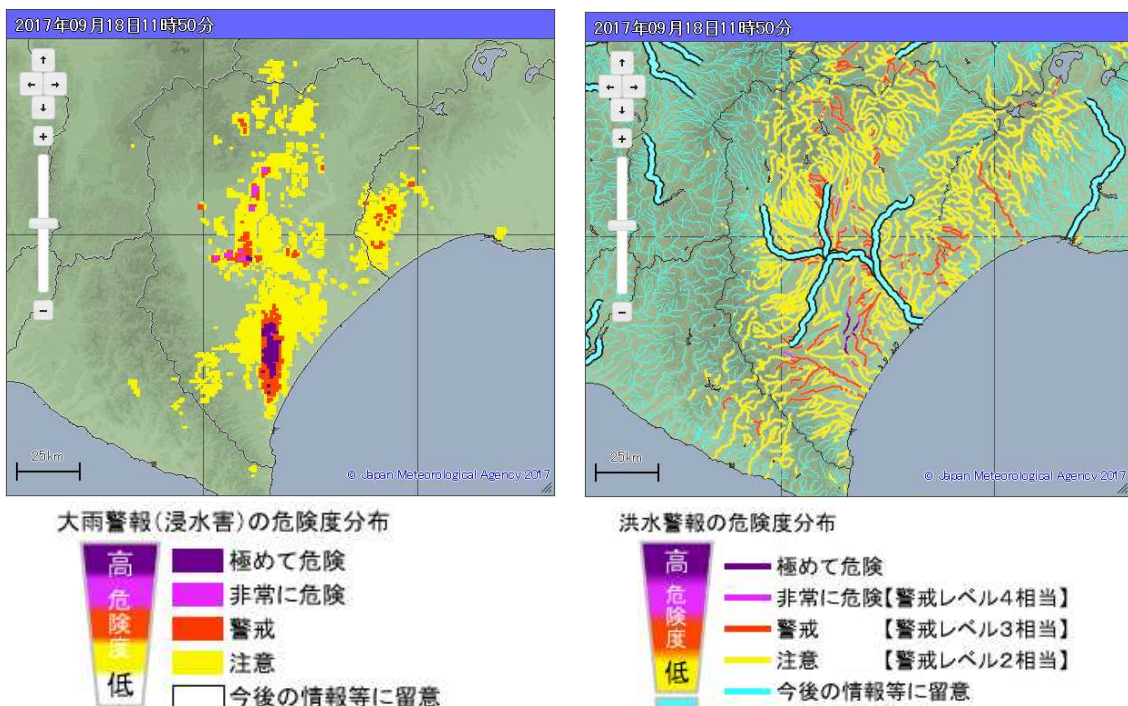 2017年09月18日11時50分
↑
← →
↓
+
−
25km
© Japan Meteorological Agency 2017
大雨警報(浸水害)の危険度分布
高
危険度
低
極めて危険
非常に危険
警戒
注意
今後の情報等に留意
2017年09月18日11時50分
↑
← →
↓
+
−
25km
© Japan Meteorological Agency 2017
洪水警報の危険度分布
高
危険度
低
極めて危険
非常に危険【警戒レベル4相当】
警戒 【警戒レベル3相当】
注意 【警戒レベル2相当】
今後の情報等に留意